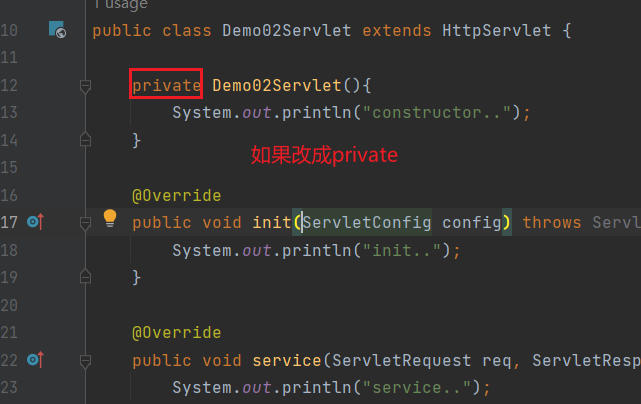 1 usage
10 public class Demo02Servlet extends HttpServlet {
11
12 private Demo02Servlet(){
13 System.out.println("constructor..");
14 }
如果改成private
15
16 @Override
17 public void init(ServletConfig config) throws Servl
18 System.out.println("init..");
19 }
20
21 @Override
22 public void service(ServletRequest req, ServletResp
23 System.out.println("service..");